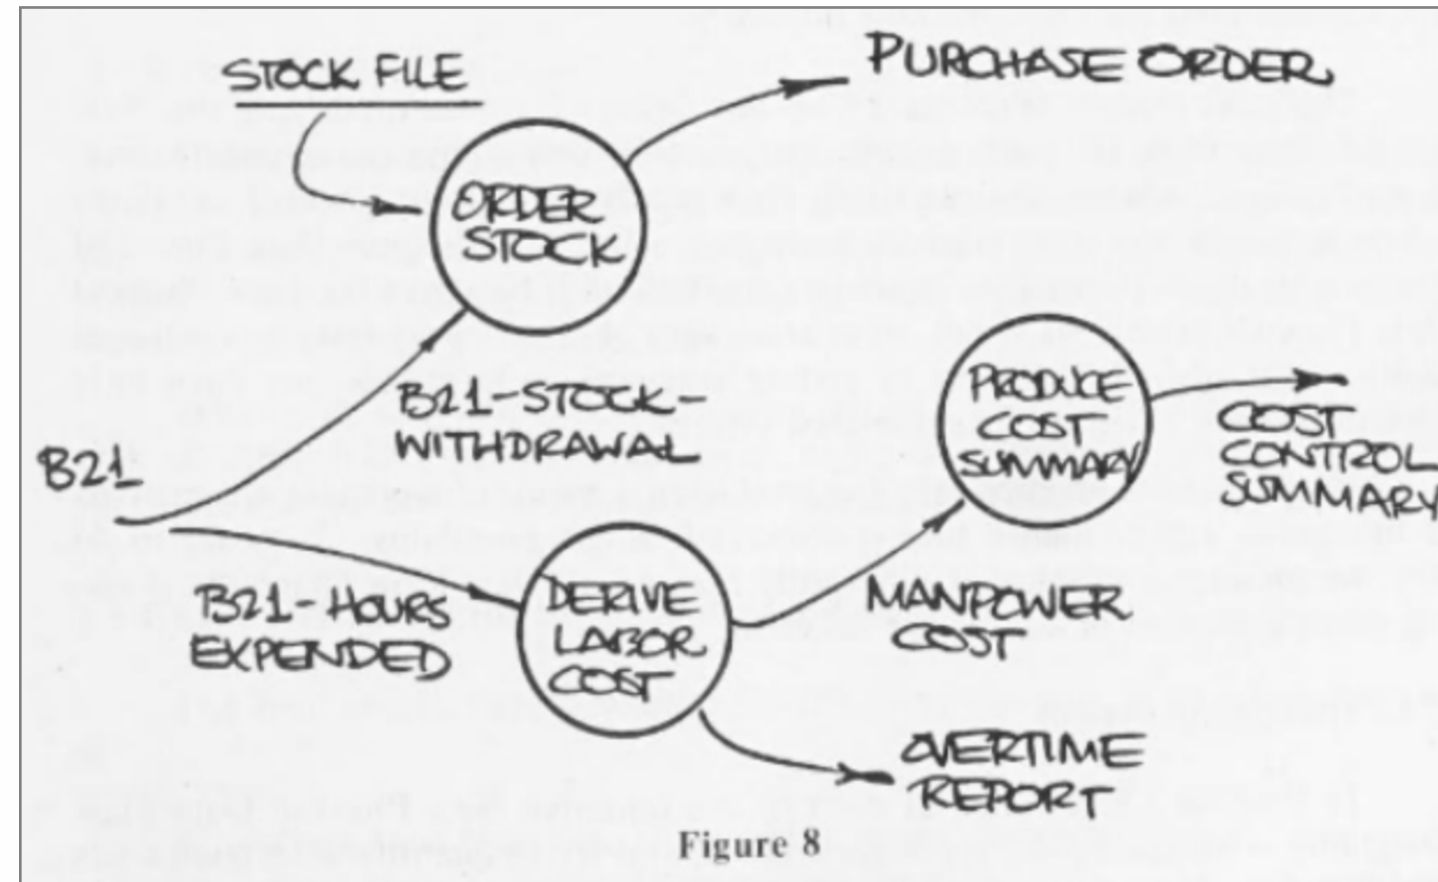 STOCK FILE
PURCHASE ORDER
ORDER
STOCK
B21-STOCK-
WITHDRAWAL
B21
PRODUCE
COST
SUMMARY
COST
CONTROL
SUMMARY
B21-HOURS
EXPENDED
DERIVE
LABOR
COST
MANPOWER
COST
OVERTIME
REPORT
Figure 8